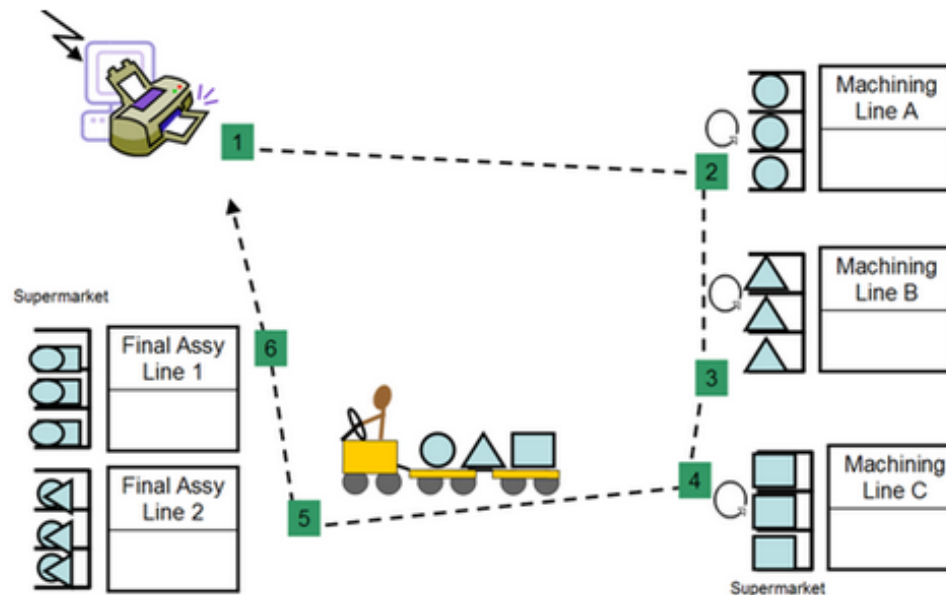 1
2
Machining
Line A
Machining
Line B
3
Supermarket
Final Assy
Line 1
6
Final Assy
Line 2
5
4
Machining
Line C
Supermarket